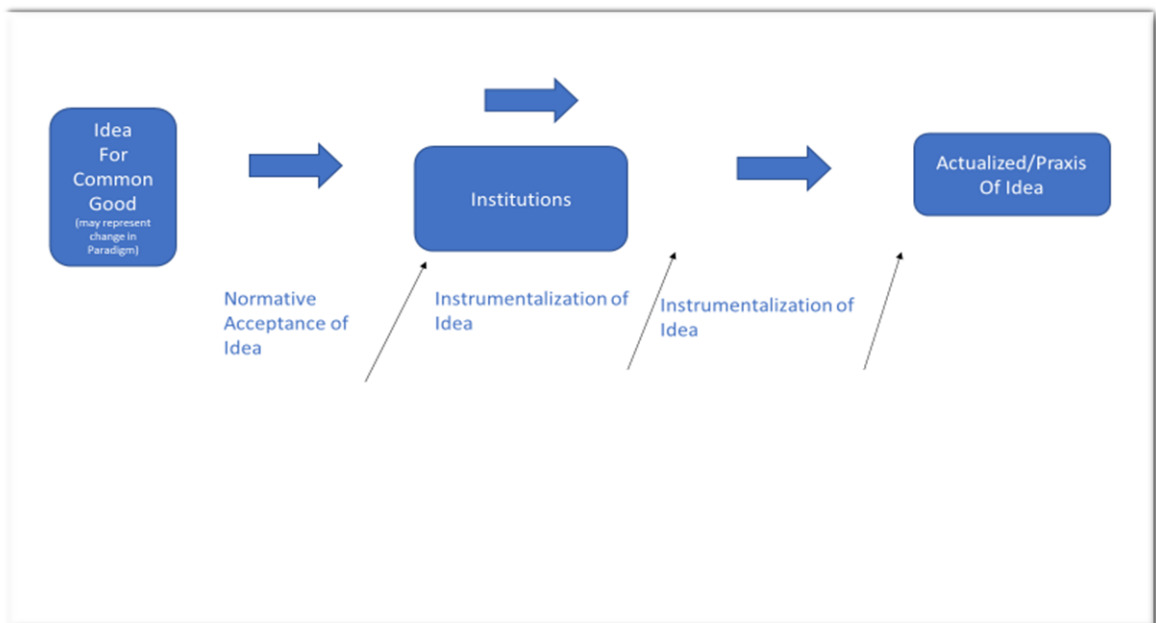 Idea
For
Common
Good
(may represent
change in
Paradigm)
Institutions
Actualized/Praxis
Of Idea
Normative
Acceptance of
Idea
Instrumentalization of
Idea
Instrumentalization of
Idea